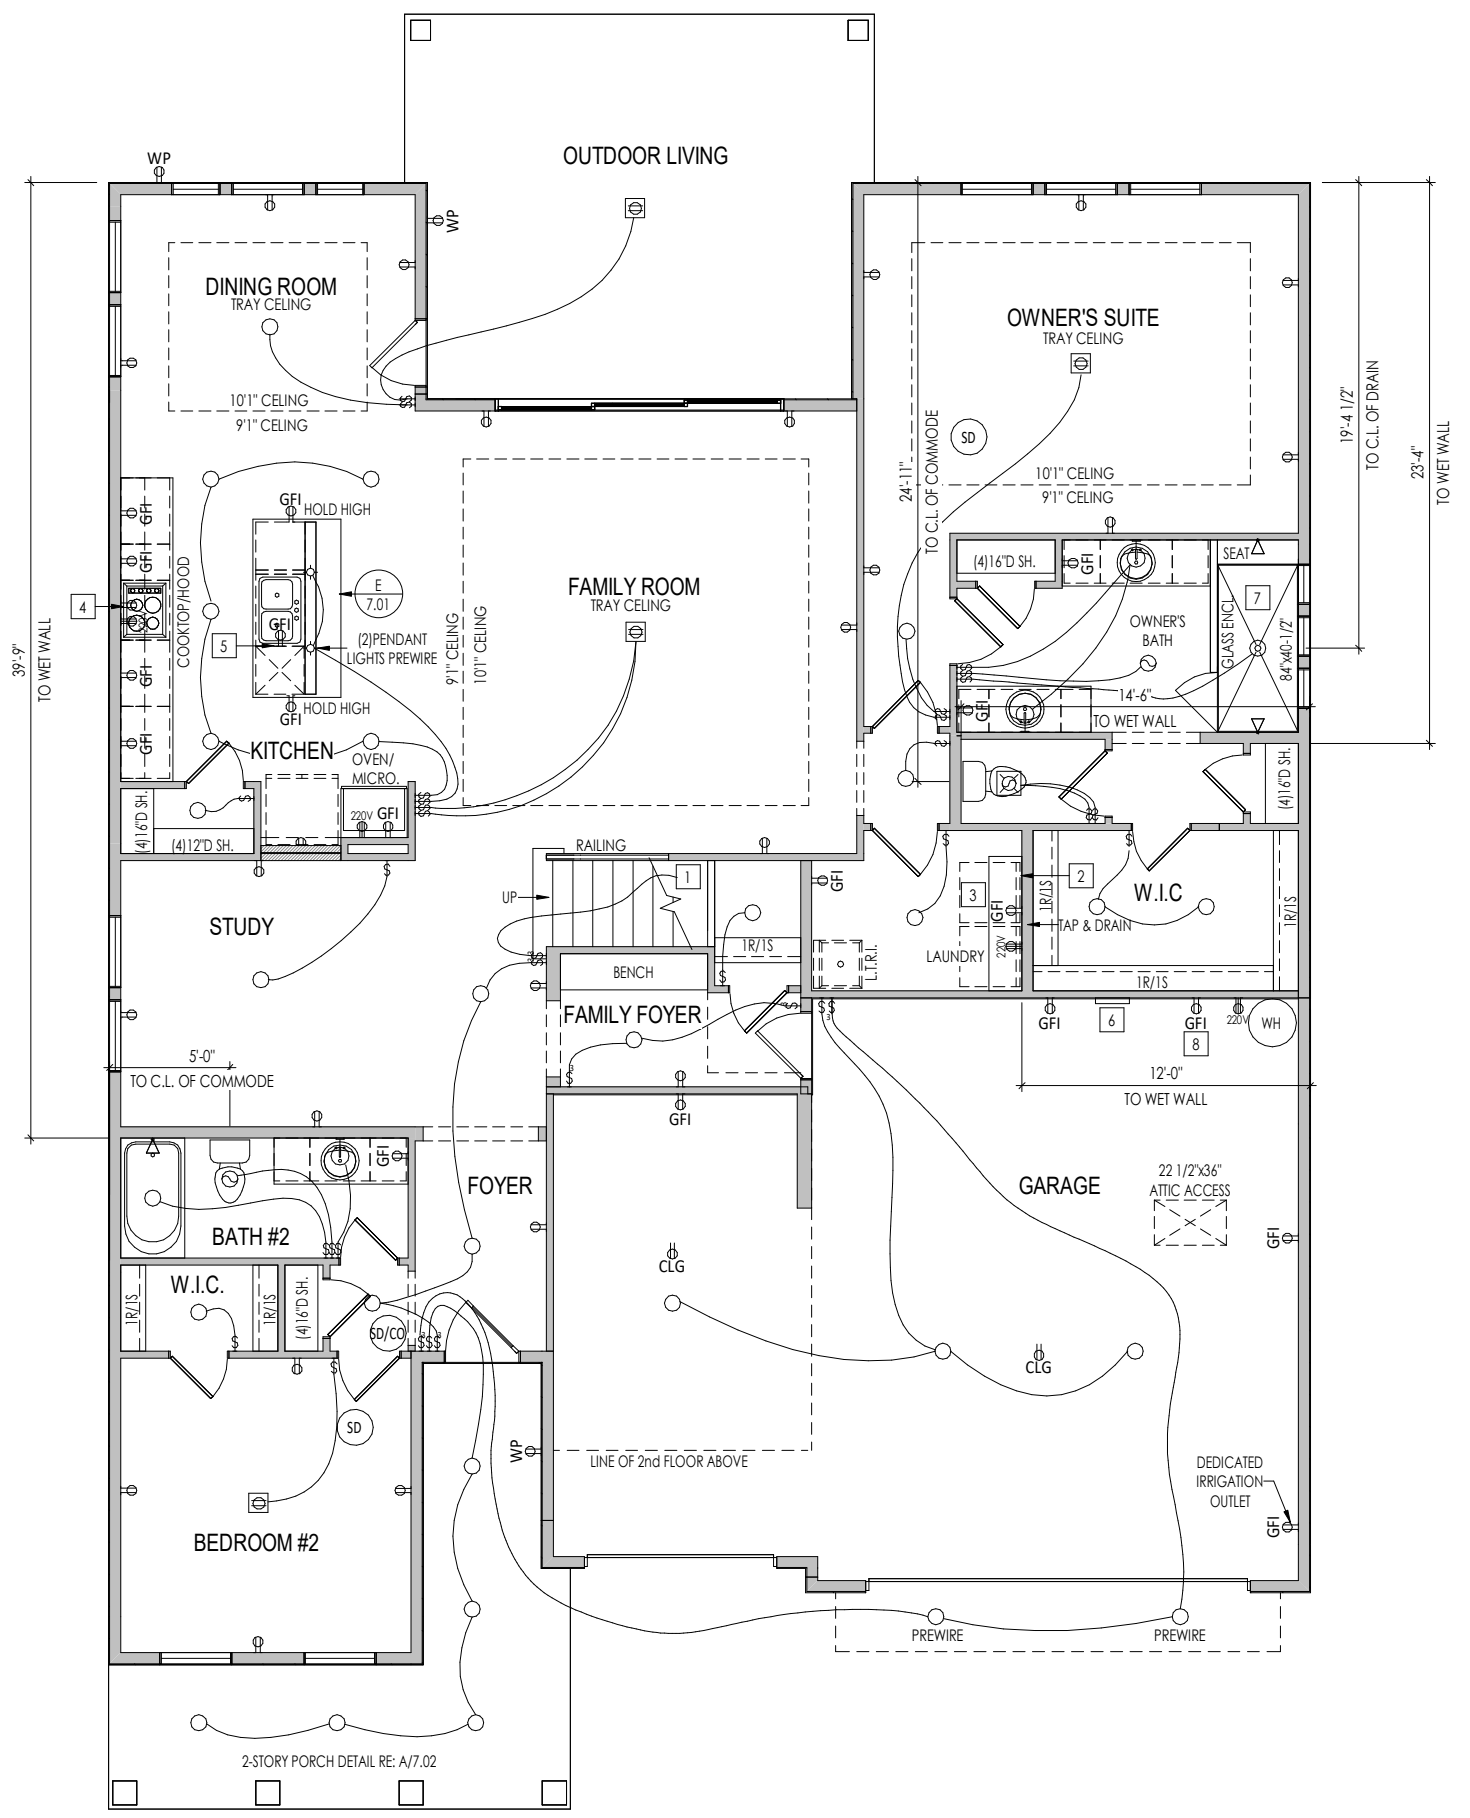 OUTDOOR LIVING
WP
WP
DINING ROOM
TRAY CELING
10'1" CELING
9'1" CELING
OWNER'S SUITE
TRAY CELING
SD
10'1" CELING
9'1" CELING
24'-11"
TO C.L. OF COMMODE
19'-4 1/2"
TO C.L. OF DRAIN
23'-4"
TO WET WALL
39'-9"
TO WET WALL
GFI
HOLD HIGH
GFI
GFI
4
COOKTOP/HOOD
GFI
GFI
E
7.01
5
GFI
(2)PENDANT
LIGHTS PREWIRE
GFI
HOLD HIGH
KITCHEN
OVEN/
MICRO.
220V
GFI
(4)16"D SH.
(4)12"D SH.
FAMILY ROOM
TRAY CELING
9'1" CELING
10'1" CELING
(4)16"D SH.
GFI
SEAT
7
GLASS ENCL
84"x40-1/2"
OWNER'S
BATH
GFI
14'-6"
TO WET WALL
(4)16"D SH.
RAILING
UP
1
1R/1S
STUDY
BENCH
FAMILY FOYER
GFI
3
2
GFI
TAP & DRAIN
LAUNDRY
220V
L.T.R.I.
W.I.C
1R/1S
1R/1S
1R/1S
GFI
6
GFI
8
220V
WH
12'-0"
TO WET WALL
5'-0"
TO C.L. OF COMMODE
GFI
GFI
BATH #2
FOYER
GARAGE
22 1/2"x36"
ATTIC ACCESS
GFI
CLG
CLG
W.I.C.
1R/1S
1R/1S
(4)16"D SH.
SD/CO
SD
WP
LINE OF 2nd FLOOR ABOVE
DEDICATED
IRRIGATION
OUTLET
GFI
BEDROOM #2
PREWIRE
PREWIRE
2-STORY PORCH DETAIL RE: A/7.02